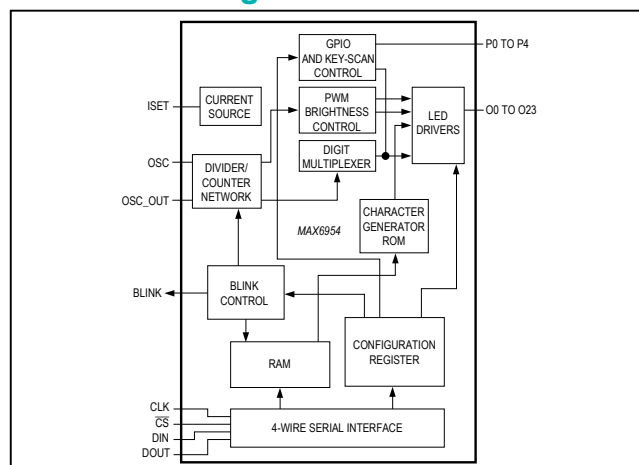 GPIO
AND KEY-SCAN
CONTROL
P0 TO P4
ISET
CURRENT
SOURCE
PWM
BRIGHTNESS
CONTROL
LED
DRIVERS
O0 TO O23
OSC
OSC_OUT
DIVIDER/
COUNTER
NETWORK
DIGIT
MULTIPLEXER
MAX6954
CHARACTER
GENERATOR
ROM
BLINK
BLINK
CONTROL
RAM
CONFIGURATION
REGISTER
CLK
CS
DIN
DOUT
4-WIRE SERIAL INTERFACE